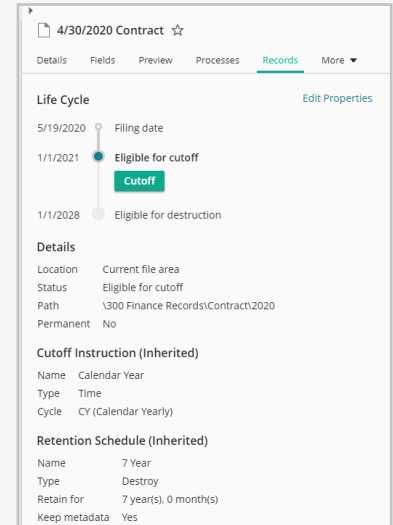 4/30/2020 Contract
Details Fields Preview Processes Records More
Life Cycle Edit Properties
5/19/2020 Filing date
1/1/2021 Eligible for cutoff
Cutoff
1/1/2028 Eligible for destruction
Details
Location Current file area
Status Eligible for cutoff
Path \300 Finance Records\Contract\2020
Permanent No
Cutoff Instruction (Inherited)
Name Calendar Year
Type Time
Cycle CY (Calendar Yearly)
Retention Schedule (Inherited)
Name 7 Year
Type Destroy
Retain for 7 year(s), 0 month(s)
Keep metadata Yes